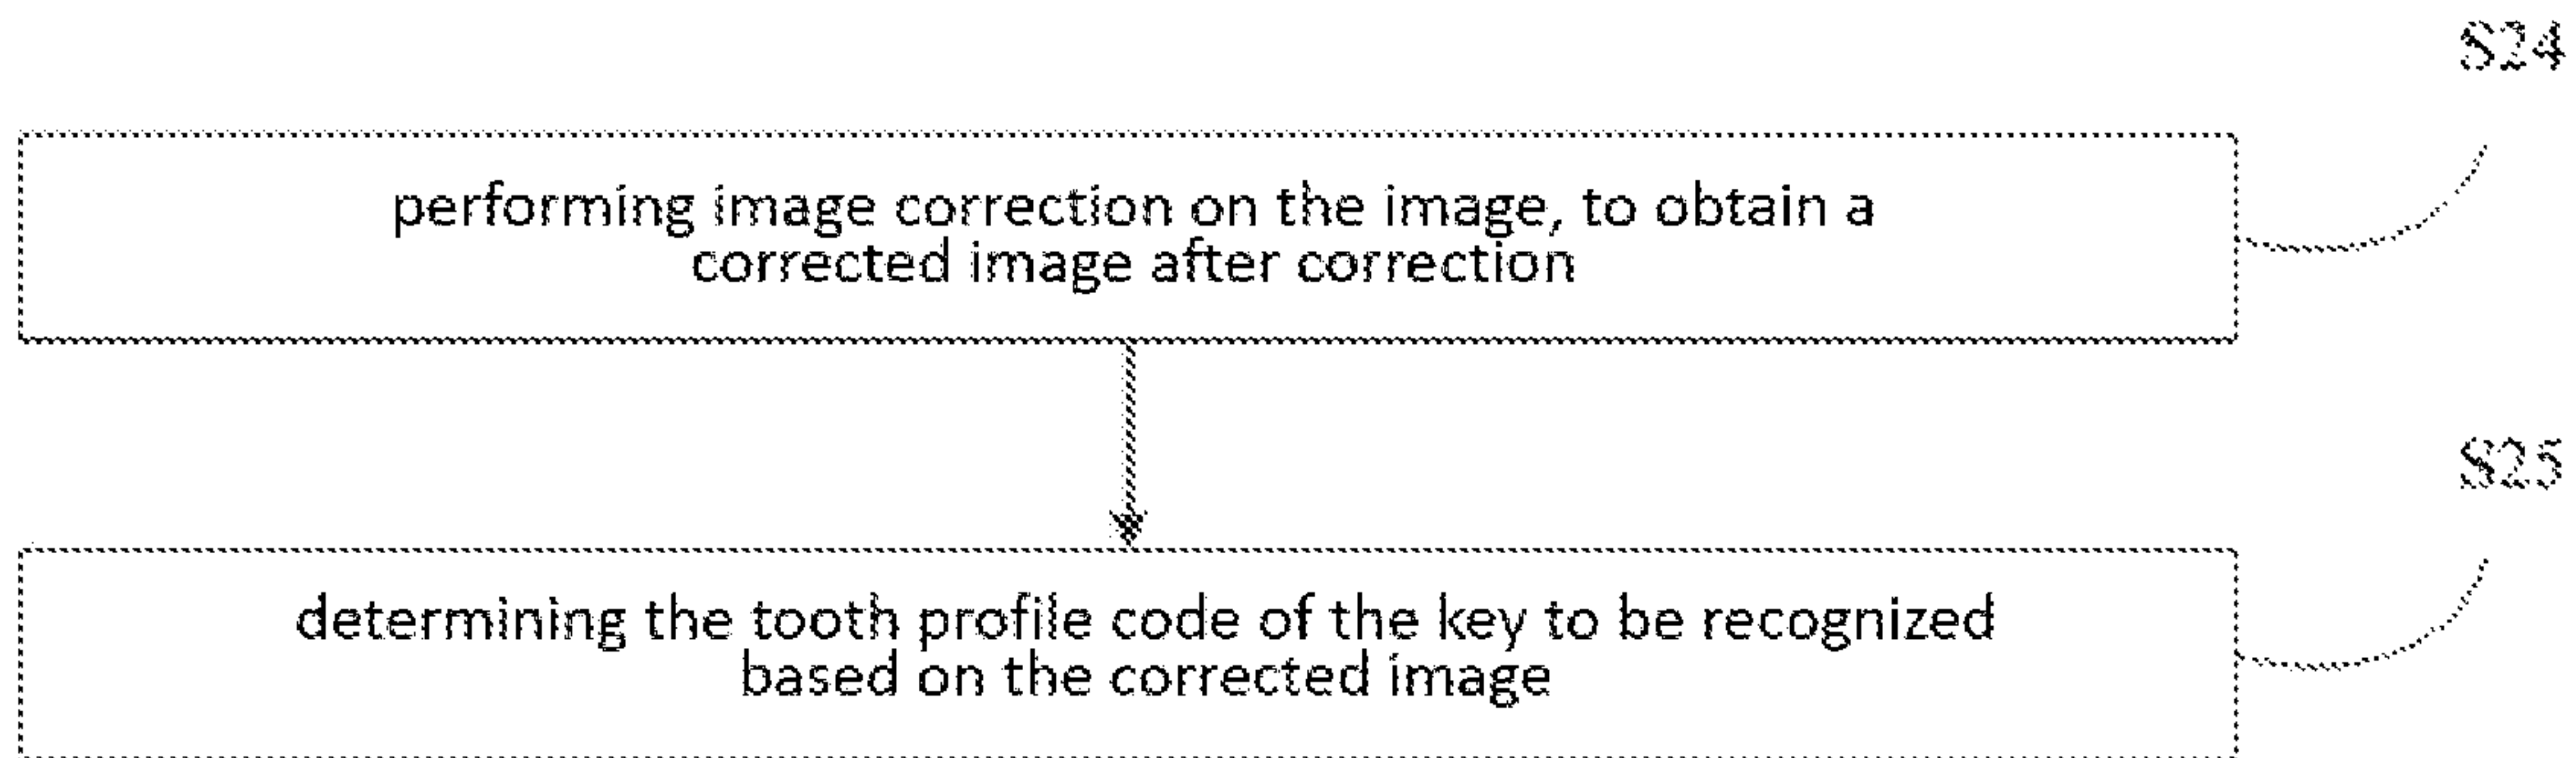 S24
performing image correction on the image, to obtain a
corrected image after correction
S25
determining the tooth profile code of the key to be recognized
based on the corrected image